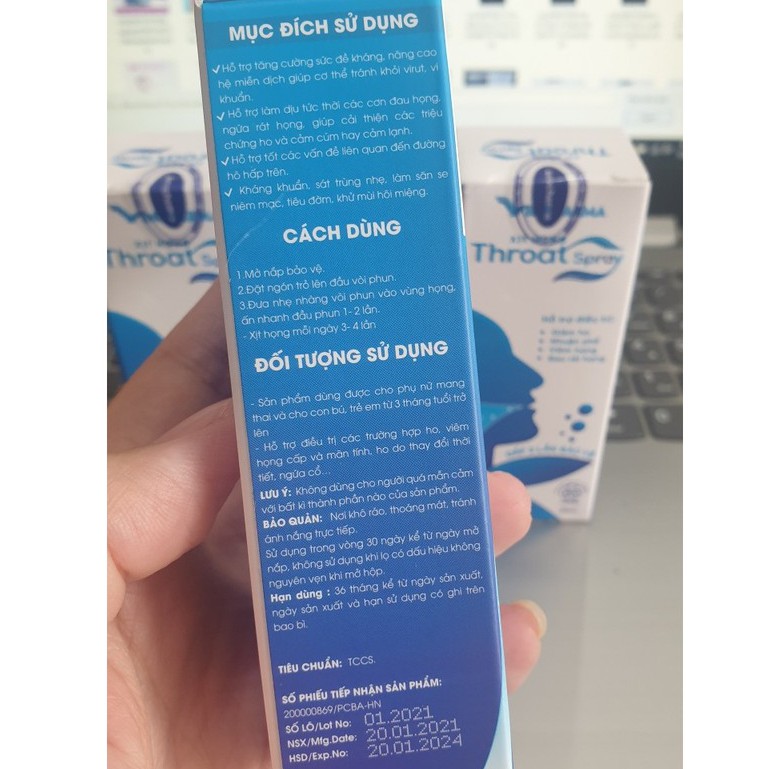 MỤC ĐÍCH SỬ DỤNG
✓Hỗ trợ tăng cường sức đề kháng, nâng cao
hệ miễn dịch giúp cơ thể tránh khỏi virut, vi
khuẩn.
✓Hỗ trợ làm dịu tức thời các cơn đau họng,
ngứa rát họng, giúp cải thiện các triệu
chứng ho và cảm cúm hay cảm lạnh.
✓Hỗ trợ tốt các vấn đề liên quan đến đường
hô hấp trên.
✓ Kháng khuẩn, sát trùng nhẹ, làm săn se
niêm mạc, tiêu đờm, khử mùi hôi miệng.
CÁCH DÙNG
1.Mở nắp bảo vệ.
2.Đặt ngón trỏ lên đầu vòi phun.
3.Đưa nhẹ nhàng vòi phun vào vùng họng,
ấn nhanh đầu phun 1- 2 lần.
- Xịt họng mỗi ngày 3- 4 lần
ĐỐI TƯỢNG SỬ DỤNG
- Sản phẩm dùng được cho phụ nữ mang
thai và cho con bú, trẻ em từ 3 tháng tuổi trở
lên
- Hỗ trợ điều trị các trường hợp ho, viêm
họng cấp và mãn tính, ho do thay đổi thời
tiết, ngứa cổ...
LƯU Ý: Không dùng cho người quá mẫn cảm
với bất kì thành phần nào của sản phẩm.
BẢO QUẢN: Nơi khô ráo, thoáng mát, tránh
ánh nắng trực tiếp.
Sử dụng trong vòng 30 ngày kể từ ngày mở
nắp, không sử dụng khi lọ có dấu hiệu không
nguyên vẹn khi mở hộp.
Hạn dùng : 36 tháng kể từ ngày sản xuất,
ngày sản xuất và hạn sử dụng có ghi trên
bao bì.
TIÊU CHUẨN: TCCS.
SỐ PHIẾU TIẾP NHẬN SẢN PHẨM:
200000869/PCBA-HN
SỐ LÔ/Lot No: 01.2021
NSX/Mfg.Date: 20.01.2021
HSD/Exp.No: 20.01.2024
Throat Spray
Throat Spray
Hỗ trợ điều trị: